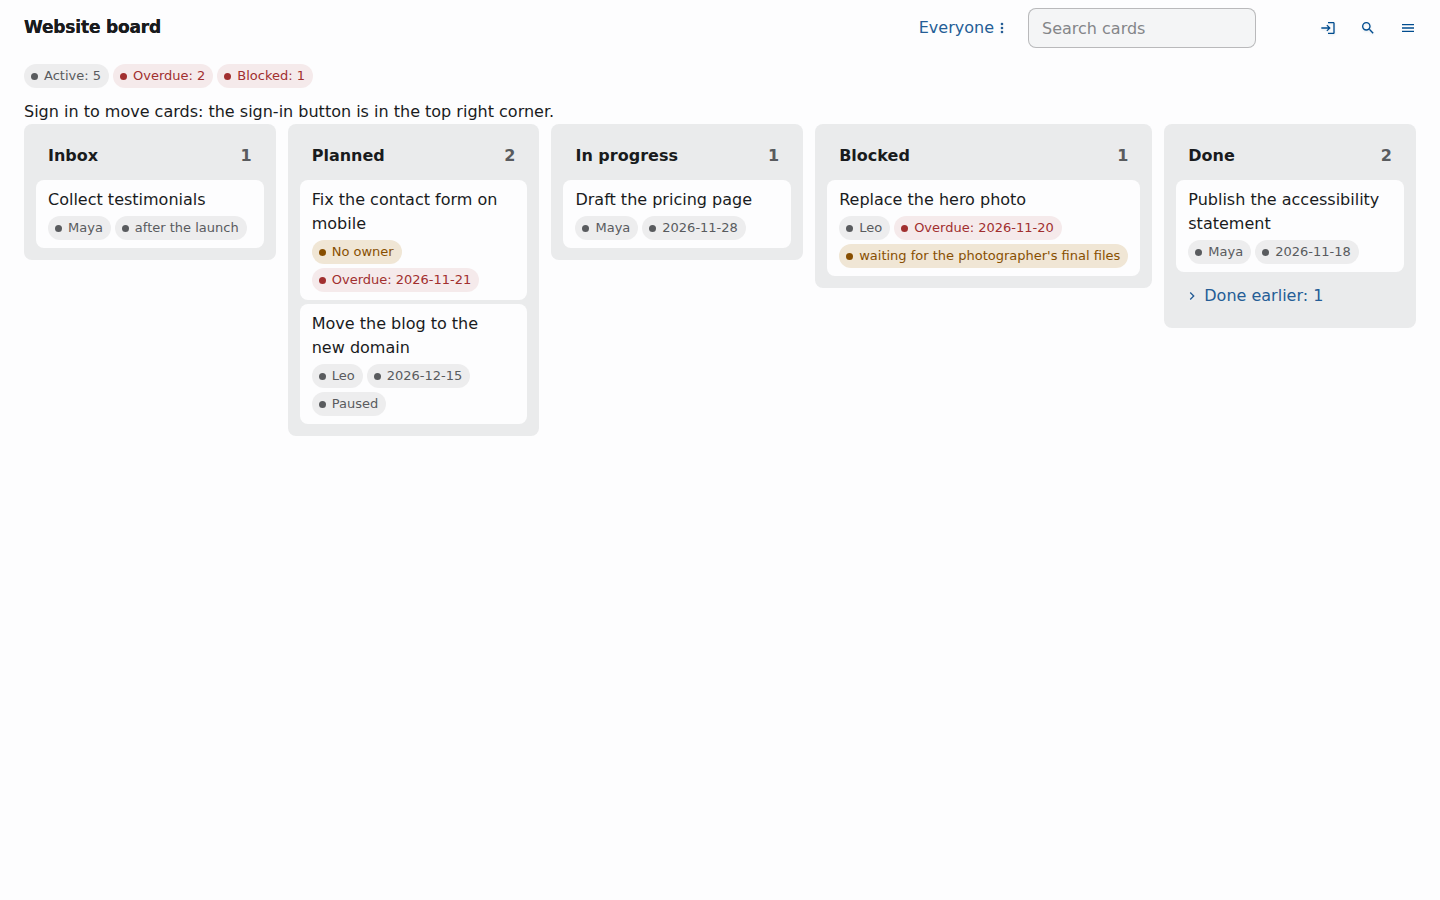 Website board
Everyone
Search cards
Active: 5
Overdue: 2
Blocked: 1
Sign in to move cards: the sign-in button is in the top right corner.
Inbox 1
Collect testimonials
Maya
after the launch
Planned 2
Fix the contact form on
mobile
No owner
Overdue: 2026-11-21
Move the blog to the
new domain
Leo
2026-12-15
Paused
In progress 1
Draft the pricing page
Maya
2026-11-28
Blocked 1
Replace the hero photo
Leo
Overdue: 2026-11-20
waiting for the photographer's final files
Done 2
Publish the accessibility
statement
Maya
2026-11-18
Done earlier: 1